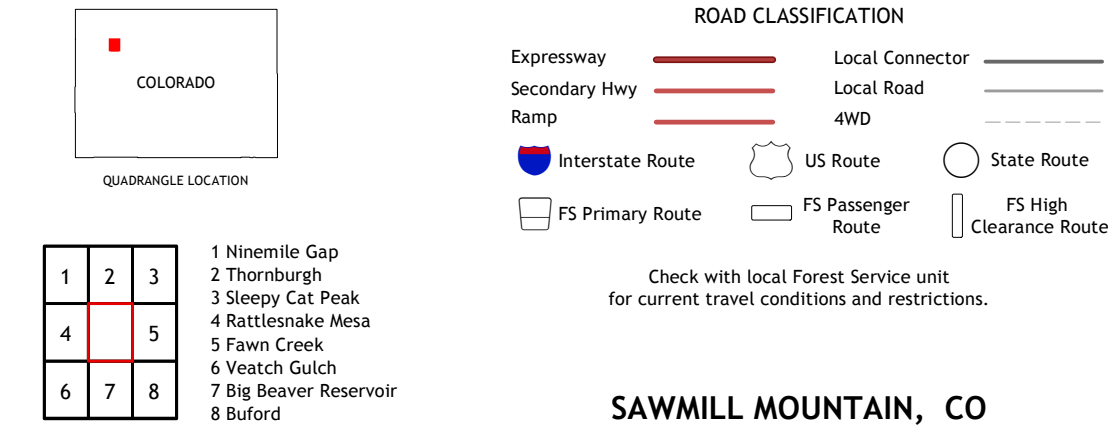 COLORADO
QUADRANGLE LOCATION
1 2 3
4 5
6 7 8
1 Ninemile Gap
2 Thornburgh
3 Sleepy Cat Peak
4 Rattlesnake Mesa
5 Fawn Creek
6 Veatch Gulch
7 Big Beaver Reservoir
8 Buford
ROAD CLASSIFICATION
Expressway Local Connector
Secondary Hwy Local Road
Ramp 4WD
Interstate Route US Route State Route
FS Primary Route
FS Passenger
Route
FS High
Clearance Route
Check with local Forest Service unit
for current travel conditions and restrictions.
SAWMILL MOUNTAIN, CO